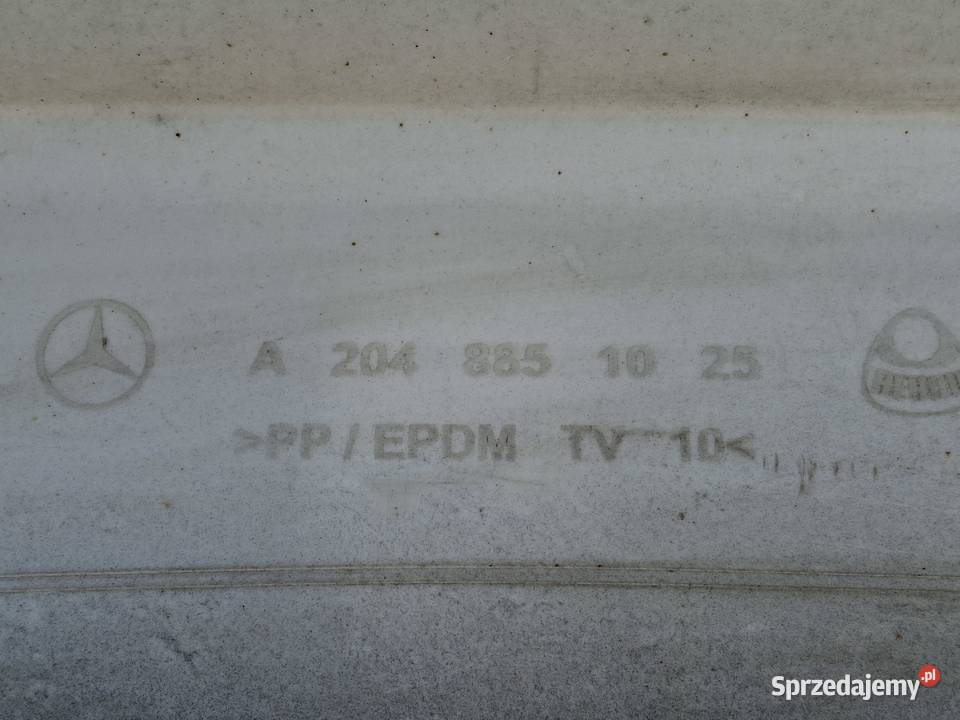 A 204 885 10 25
>PP / EPDM TV 10<
Sprzedajemy.pl